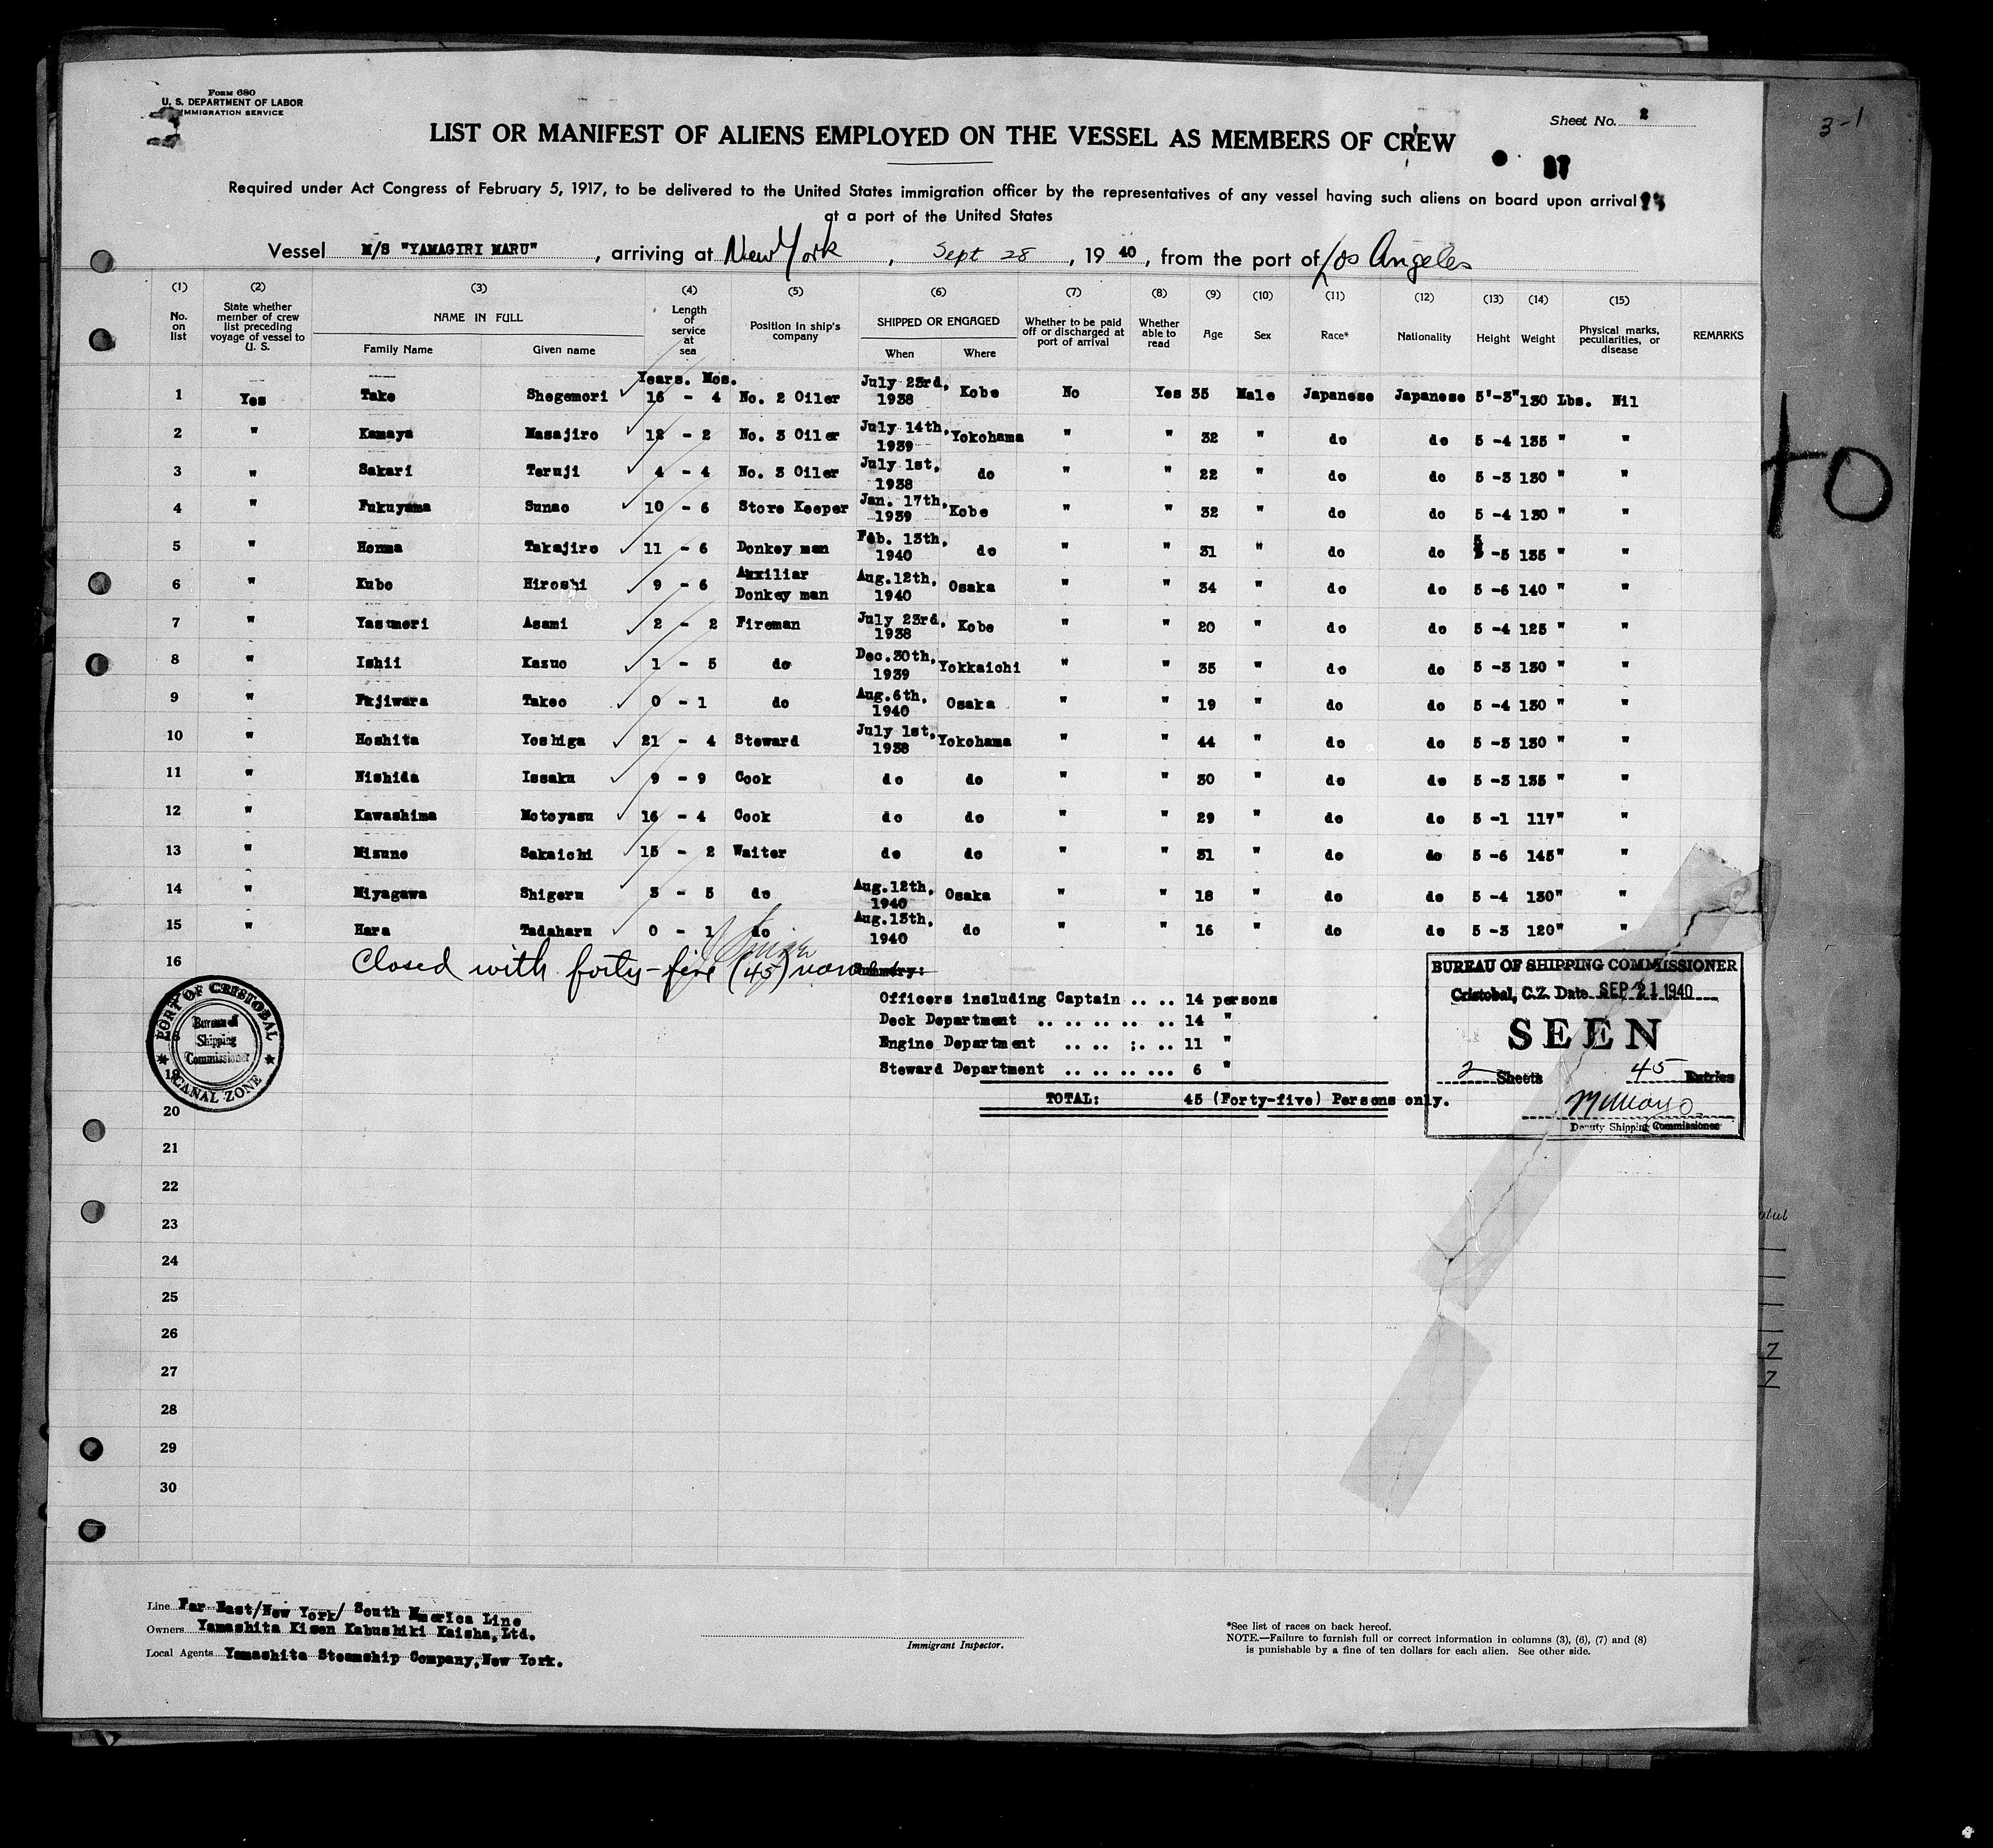 Form 680
U. S. DEPARTMENT OF LABOR
IMMIGRATION SERVICE
Sheet No. 2
3-1
LIST OR MANIFEST OF ALIENS EMPLOYED ON THE VESSEL AS MEMBERS OF CREW
Required under Act Congress of February 5, 1917, to be delivered to the United States immigration officer by the representatives of any vessel having such aliens on board upon arrival
at a port of the United States
Vessel M/S "YAMAGIRI MARU", arriving at New York, Sept 28, 1940, from the port of Los Angeles
(1) No. on list (2) State whether member of crew list preceding voyage of vessel to U. S. (3) NAME IN FULL Family Name Given name (4) Length of service at sea (5) Position in ship's company (6) SHIPPED OR ENGAGED When Where (7) Whether to be paid off or discharged at port of arrival (8) Whether able to read (9) Age (10) Sex (11) Race* (12) Nationality (13) Height (14) Weight (15) Physical marks, peculiarities, or disease REMARKS
Years. Mos.
1 Yes Take Shegemori 16 - 4 No. 2 Oiler July 23rd, 1938 Kobe No Yes 35 Male Japanese Japanese 5'-3" 130 Lbs. Nil
2 " Kamaya Masajiro 12 - 2 No. 3 Oiler July 14th, 1939 Yokohama " " 32 " do do 5 -4 135 " "
3 " Sakari Teruji 4 - 4 No. 3 Oiler July 1st, 1938 do " " 22 " do do 5 -3 130 " "
4 " Fukuyama Sunao 10 - 6 Store Keeper Jan. 17th, 1939 Kobe " " 32 " do do 5 -4 130 " "
5 " Honma Takajiro 11 - 6 Donkey man Feb. 13th, 1940 do " " 31 " do do 5 -5 135 " "
6 " Kubo Hiroshi 9 - 6 Auxiliar Donkey man Aug.12th, 1940 Osaka " " 34 " do do 5 -6 140 " "
7 " Yastmori Asami 2 - 2 Fireman July 23rd, 1938 Kobe " " 20 " do do 5 -4 125 " "
8 " Ishii Kazuo 1 - 5 do Dec.30th, 1939 Yokkaichi " " 35 " do do 5 -3 130 " "
9 " Fujiwara Takeo 0 - 1 do Aug.6th, 1940 Osaka " " 19 " do do 5 -4 130 " "
10 " Hoshita Yoshiga 21 - 4 Steward July 1st, 1938 Yokohama " " 44 " do do 5 -3 130 " "
11 " Nishida Issaku 9 - 9 Cook do do " " 30 " do do 5 -3 135 " "
12 " Kawashima Motoyasu 16 - 4 Cook do do " " 29 " do do 5 -1 117" "
13 " Mizuno Sakaichi 15 - 2 Waiter do do " " 31 " do do 5 -6 145" "
14 " Miyagawa Shigeru 3 - 5 do Aug.12th, 1940 Osaka " " 18 " do do 5 -4 130" "
15 " Hara Tadaharu 0 - 1 do Aug.13th, 1940 do " " 16 " do do 5 -3 120" "
16 Closed with forty-five (45) names Summary:
Officers including Captain .. .. 14 persons
Deck Department .. .. .. .. .. 14 "
Engine Department .. .. :. .. 11 "
Steward Department .. .. .. ... 6 "
TOTAL: 45 (Forty-five) Persons only.
PORT OF CRISTOBAL
Bureau of
Shipping
Commissioner
CANAL ZONE
BUREAU OF SHIPPING COMMISSIONER
Cristobal, C.Z. Date SEP 21 1940
SEEN
2 Sheets 45 Entries
Deputy Shipping Commissioner
19
20
21
22
23
24
25
26
27
28
29
30
Line Far East/New York/ South America Line
Owners Yamashita Kisen Kabushiki Kaisha, Ltd.
Local Agents Yamashita Steamship Company, New York.
Immigrant Inspector.
*See list of races on back hereof.
NOTE.—Failure to furnish full or correct information in columns (3), (6), (7) and (8)
is punishable by a fine of ten dollars for each alien. See other side.